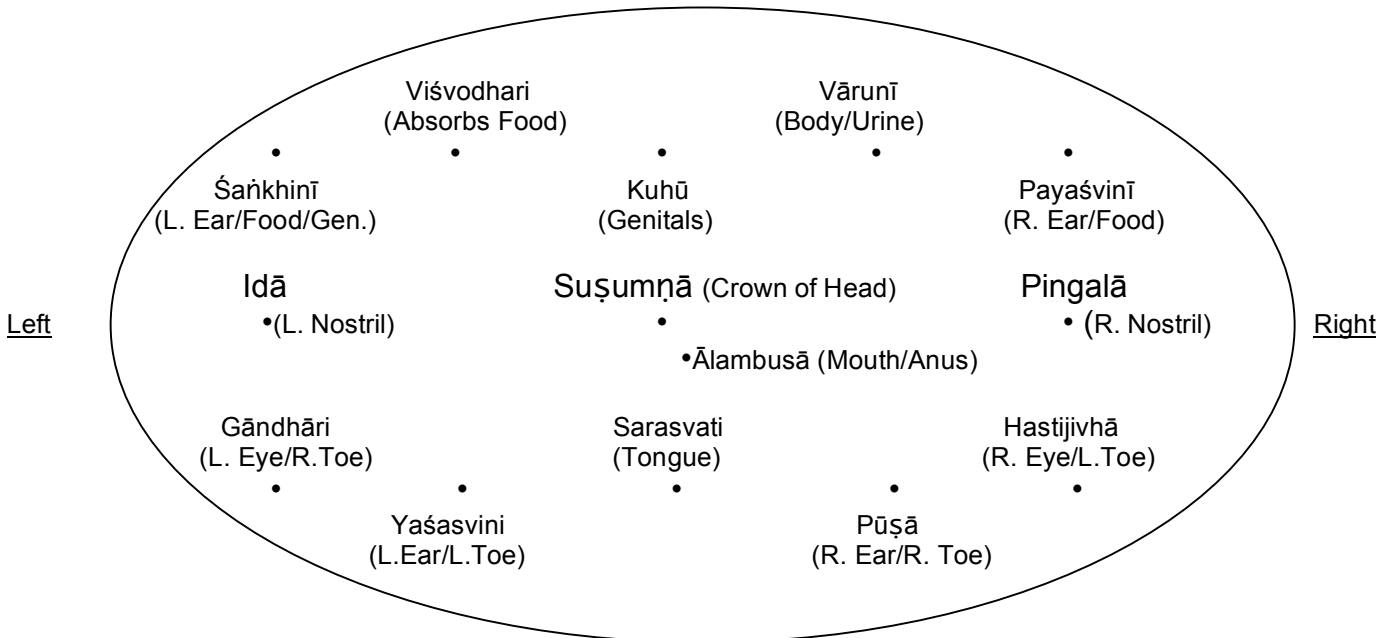 Viśvodhari
(Absorbs Food)
Vārunī
(Body/Urine)
•
•
•
•
•
Śaṅkhinī
(L. Ear/Food/Gen.)
Kuhū
(Genitals)
Payaśvinī
(R. Ear/Food)
Idā
Suṣumṇā (Crown of Head)
Pingalā
Left
•(L. Nostril)
•
• (R. Nostril)
Right
•Ālambusā (Mouth/Anus)
Gāndhāri
(L. Eye/R.Toe)
Sarasvati
(Tongue)
Hastijivhā
(R. Eye/L.Toe)
•
•
•
•
•
Yaśasvini
(L.Ear/L.Toe)
Pūṣā
(R. Ear/R. Toe)